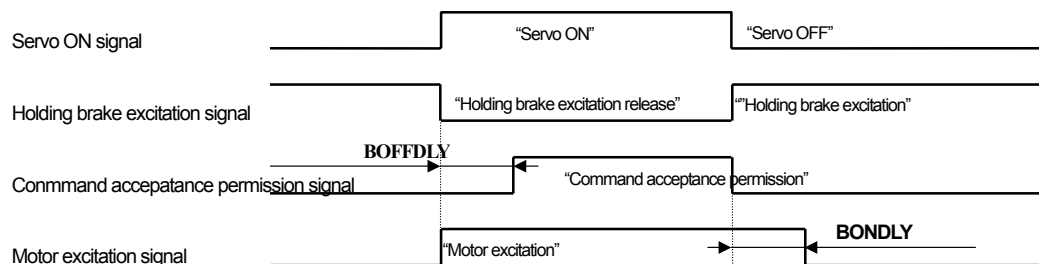 Servo ON signal
“Servo ON”
“Servo OFF”
Holding brake excitation signal
“Holding brake excitation release”
“”Holding brake excitation”
BOFFDLY
Conmmand accepatance permission signal
“Command acceptance permission”
Motor excitation signal
“Motor excitation”
BONDLY